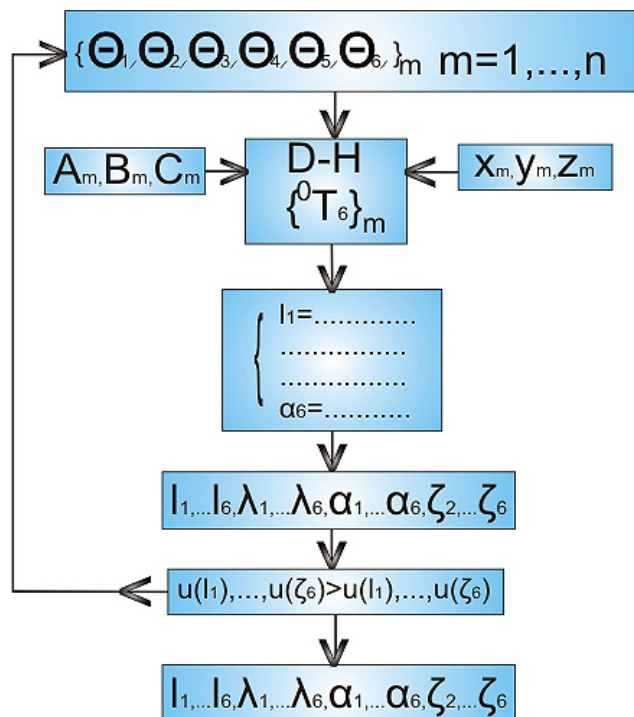 {Θ₁,Θ₂,Θ₃,Θ₄,Θ₅,Θ₆,}ₘ m=1,...,n
Aₘ,Bₘ,Cₘ
D-H
{⁰T₆}ₘ
xₘ,yₘ,zₘ
l₁=.............
................
................
α₆=...........
l₁,...l₆,λ₁,...λ₆,α₁,...α₆,ζ₂,...ζ₆
u(l₁),...,u(ζ₆)>u(l₁),...,u(ζ₆)
l₁,...l₆,λ₁,...λ₆,α₁,...α₆,ζ₂,...ζ₆